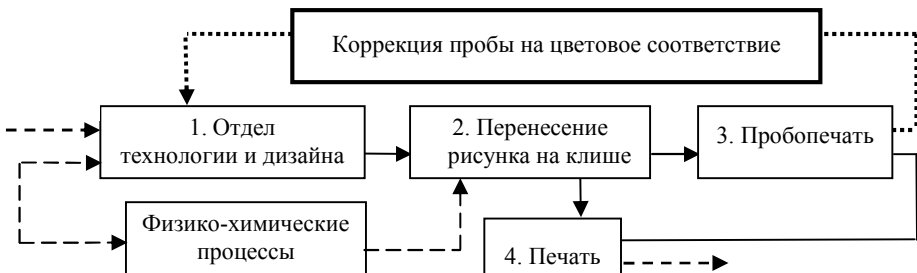 Коррекция пробы на цветовое соответствие
1. Отдел
технологии и дизайна
2. Перенесение
рисунка на клише
3. Пробопечать
Физико-химические
процессы
4. Печать